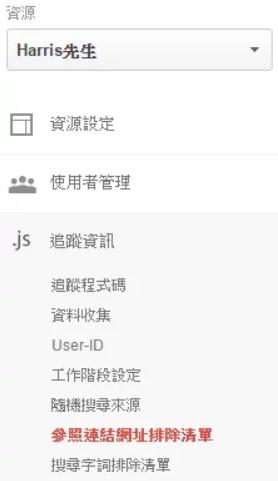 資源
Harris先生
資源設定
使用者管理
.js 追蹤資訊
追蹤程式碼
資料收集
User-ID
工作階段設定
隨機搜尋來源
參照連結網址排除清單
搜尋字詞排除清單